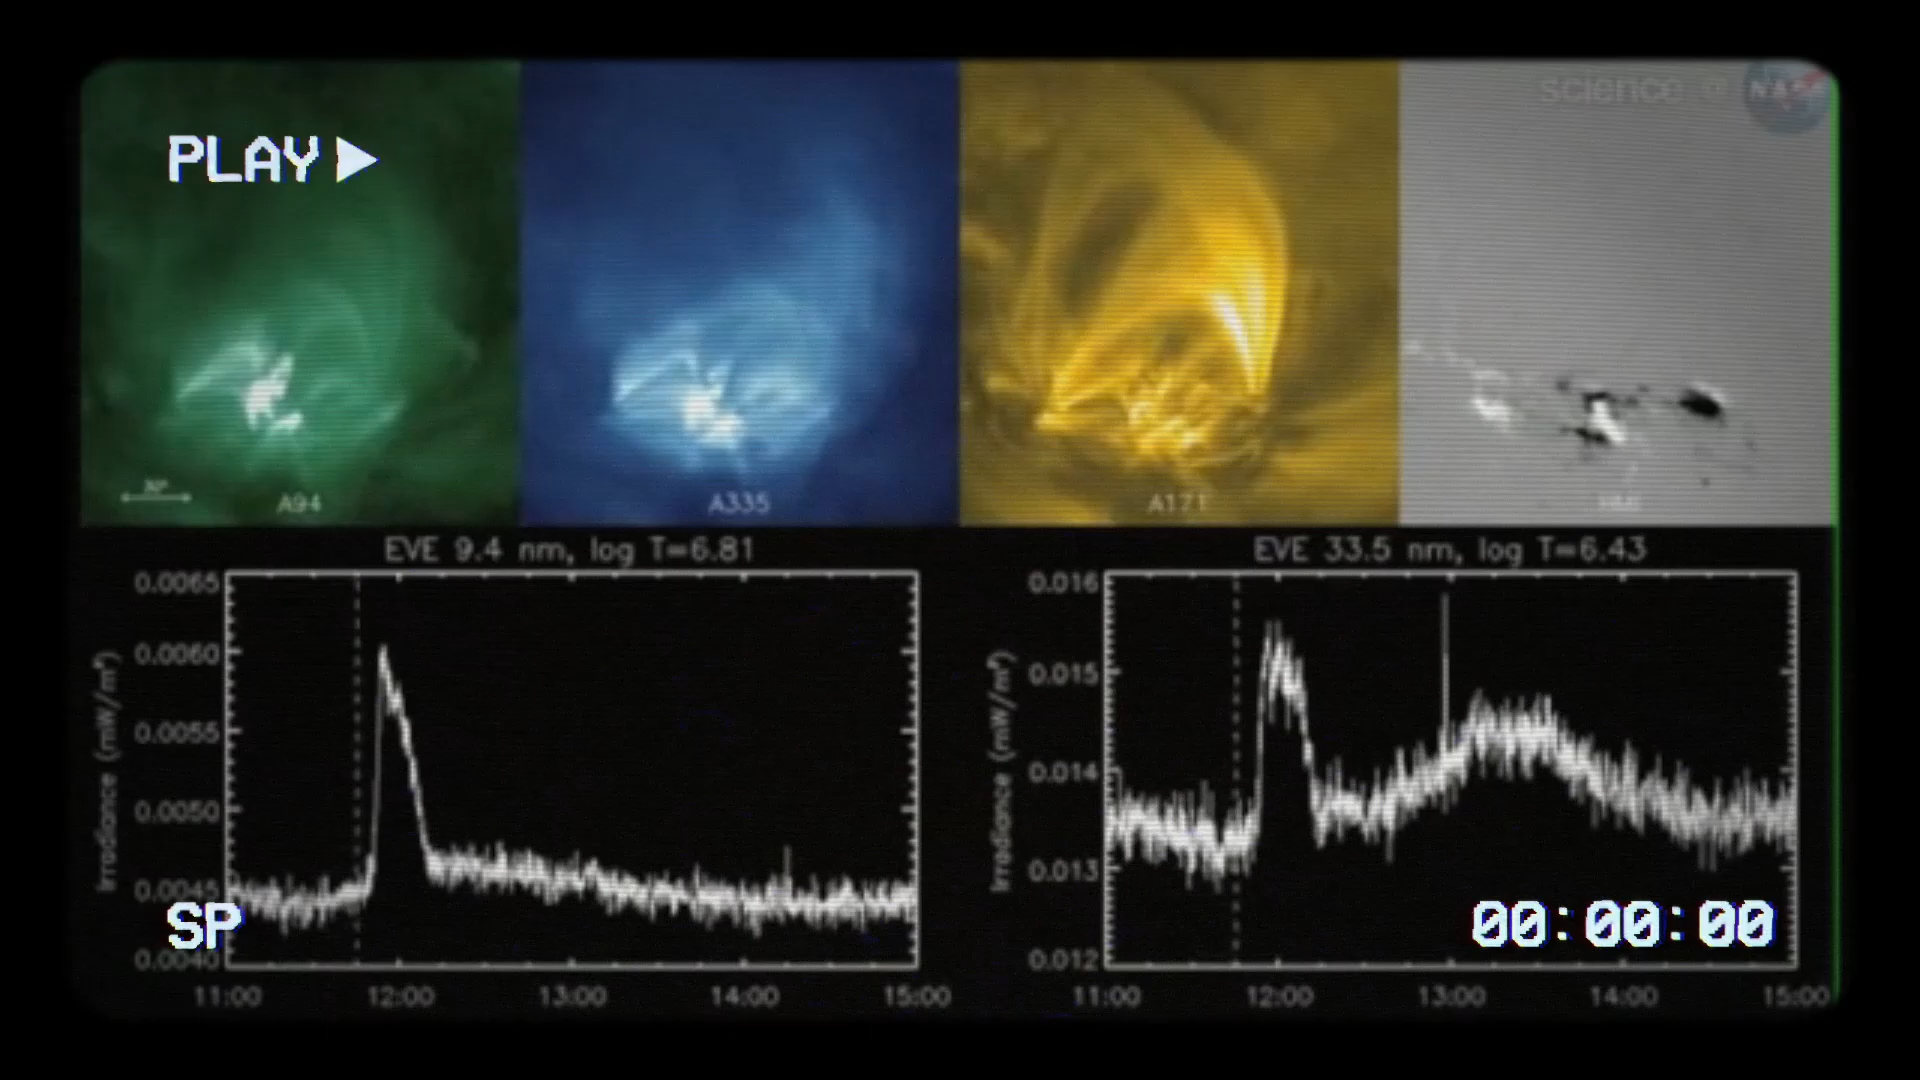 science @ NASA
PLAY
A94
A335
A171
HMI
EVE 9.4 nm, log T=6.81
0.0065
0.0060
0.0055
0.0050
0.0045
0.0040
Irradiance (mW/m²)
11:00 12:00 13:00 14:00 15:00
EVE 33.5 nm, log T=6.43
0.016
0.015
0.014
0.013
0.012
Irradiance (mW/m²)
11:00 12:00 13:00 14:00 15:00
SP
00:00:00